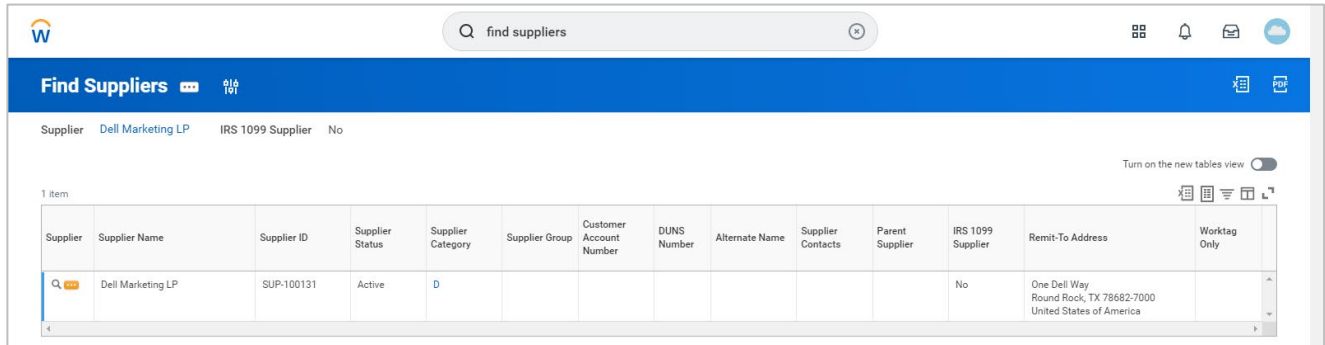 W
find suppliers
Find Suppliers
PDF
Supplier Dell Marketing LP IRS 1099 Supplier No
Turn on the new tables view
1 item
Supplier
Supplier Name
Supplier ID
Supplier
Status
Supplier
Category
Supplier Group
Customer
Account
Number
DUNS
Number
Alternate Name
Supplier
Contacts
Parent
Supplier
IRS 1099
Supplier
Remit-To Address
Worktag
Only
Dell Marketing LP
SUP-100131
Active
D
No
One Dell Way
Round Rock, TX 78682-7000
United States of America